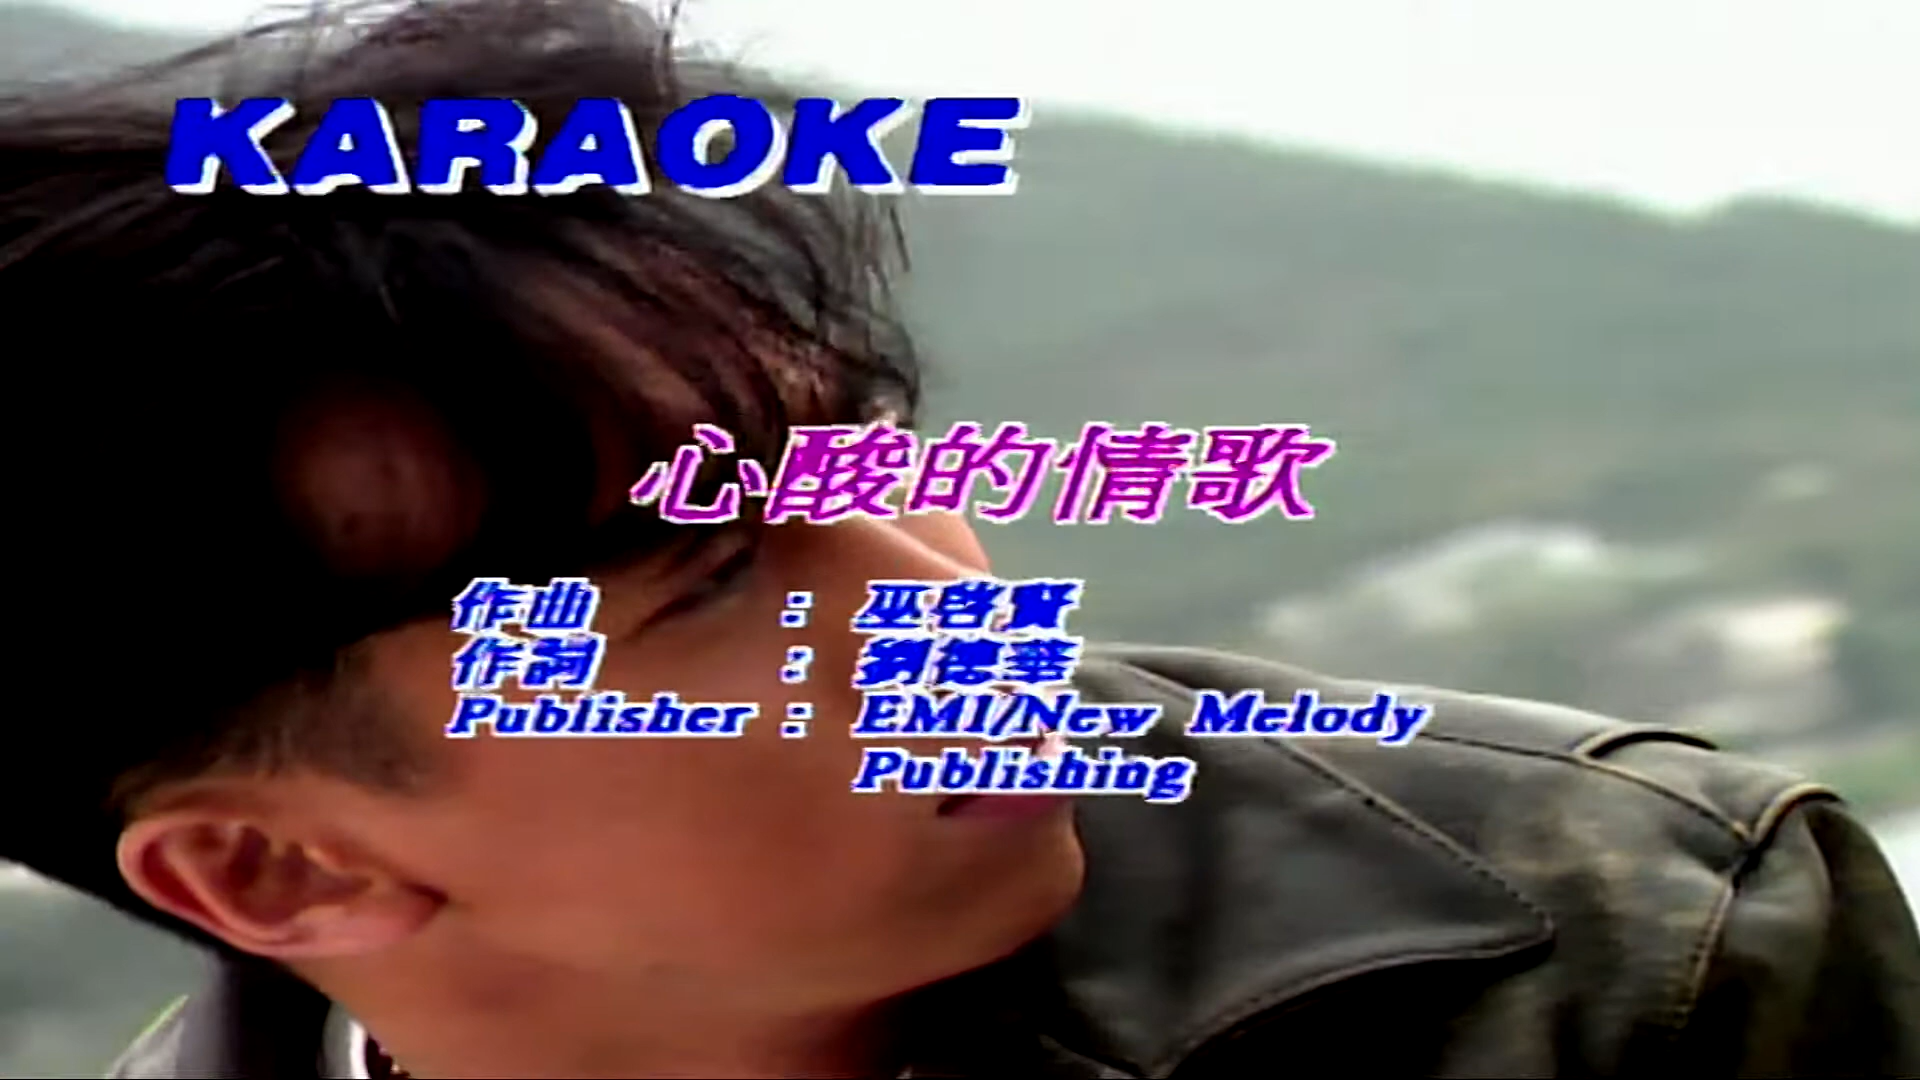 KARAOKE
心酸的情歌
作曲 : 巫啓賢
作詞 : 劉德華
Publisher : EMI/New Melody
Publishing